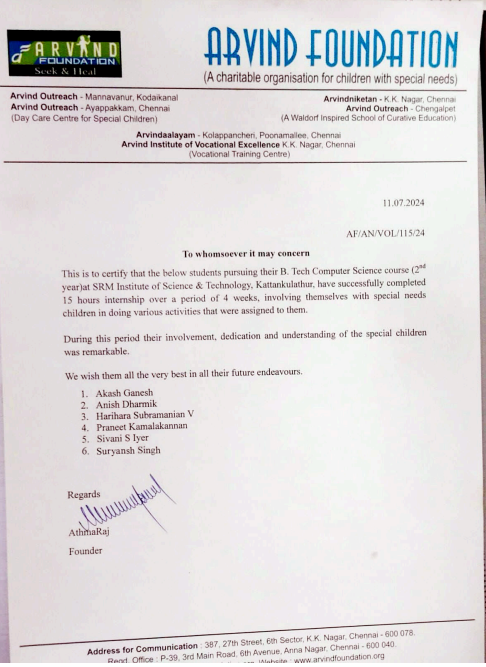 ARVIND
FOUNDATION
Seek & Heal
ARVIND FOUNDATION
(A charitable organisation for children with special needs)
Arvind Outreach - Mannavanur, Kodaikanal
Arvind Outreach - Ayappakkam, Chennai
(Day Care Centre for Special Children)
Arvindniketan - K.K. Nagar, Chennai
Arvind Outreach - Chengalpet
(A Waldorf Inspired School of Curative Education)
Arvindaalayam - Kolappancheri, Poonamallee, Chennai
Arvind Institute of Vocational Excellence K.K. Nagar, Chennai
(Vocational Training Centre)
11.07.2024
AF/AN/VOL/115/24
To whomsoever it may concern
This is to certify that the below students pursuing their B. Tech Computer Science course (2nd
year)at SRM Institute of Science & Technology, Kattankulathur, have successfully completed
15 hours internship over a period of 4 weeks, involving themselves with special needs
children in doing various activities that were assigned to them.
During this period their involvement, dedication and understanding of the special children
was remarkable.
We wish them all the very best in all their future endeavours.
1. Akash Ganesh
2. Anish Dharmik
3. Harihara Subramanian V
4. Praneet Kamalakannan
5. Sivani S Iyer
6. Suryansh Singh
Regards
AthmaRaj
Founder
Address for Communication : 387, 27th Street, 6th Sector, K.K. Nagar, Chennai - 600 078.
Regd. Office : P-39, 3rd Main Road, 6th Avenue, Anna Nagar, Chennai - 600 040.
Website : www.arvindfoundation.org